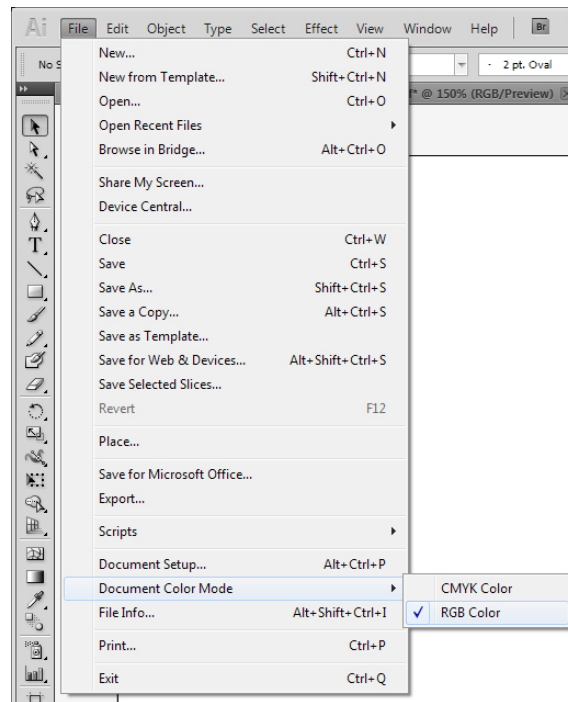 Ai File Edit Object Type Select Effect View Window Help Br
No S
2 pt. Oval
f* @ 150% (RGB/Preview)
New... Ctrl+N
New from Template... Shift+Ctrl+N
Open... Ctrl+O
Open Recent Files
Browse in Bridge... Alt+Ctrl+O
Share My Screen...
Device Central...
Close Ctrl+W
Save Ctrl+S
Save As... Shift+Ctrl+S
Save a Copy... Alt+Ctrl+S
Save as Template...
Save for Web & Devices... Alt+Shift+Ctrl+S
Save Selected Slices...
Revert F12
Place...
Save for Microsoft Office...
Export...
Scripts
Document Setup... Alt+Ctrl+P
Document Color Mode
CMYK Color
File Info... Alt+Shift+Ctrl+I
RGB Color
Print... Ctrl+P
Exit Ctrl+Q